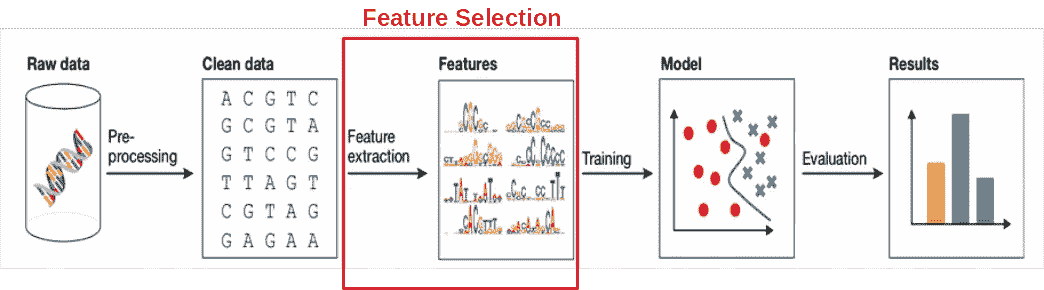 Feature Selection
Raw data
Clean data
Features
Model
Results
Pre-
processing
A C G T C
G C G T A
G T C C G
T T A G T
C G T A G
G A G A A
Feature
extraction
Training
Evaluation